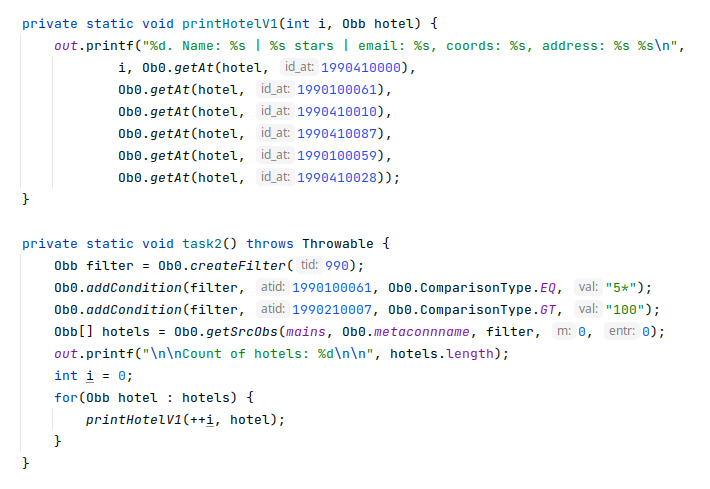 private static void printHotelV1(int i, Obb hotel) {
    out.printf("%d. Name: %s | %s stars | email: %s, coords: %s, address: %s %s\n",
            i, Ob0.getAt(hotel, id_at: 1990410000),
            Ob0.getAt(hotel, id_at: 1990100061),
            Ob0.getAt(hotel, id_at: 1990410010),
            Ob0.getAt(hotel, id_at: 1990410087),
            Ob0.getAt(hotel, id_at: 1990100059),
            Ob0.getAt(hotel, id_at: 1990410028));
}

private static void task2() throws Throwable {
    Obb filter = Ob0.createFilter( tid: 990);
    Ob0.addCondition(filter, atid: 1990100061, Ob0.ComparisonType.EQ, val: "5*");
    Ob0.addCondition(filter, atid: 1990210007, Ob0.ComparisonType.GT, val: "100");
    Obb[] hotels = Ob0.getSrcObs(mains, Ob0.metaconnname, filter, m: 0, entr: 0);
    out.printf("\n\nCount of hotels: %d\n\n", hotels.length);
    int i = 0;
    for(Obb hotel : hotels) {
        printHotelV1(++i, hotel);
    }
}